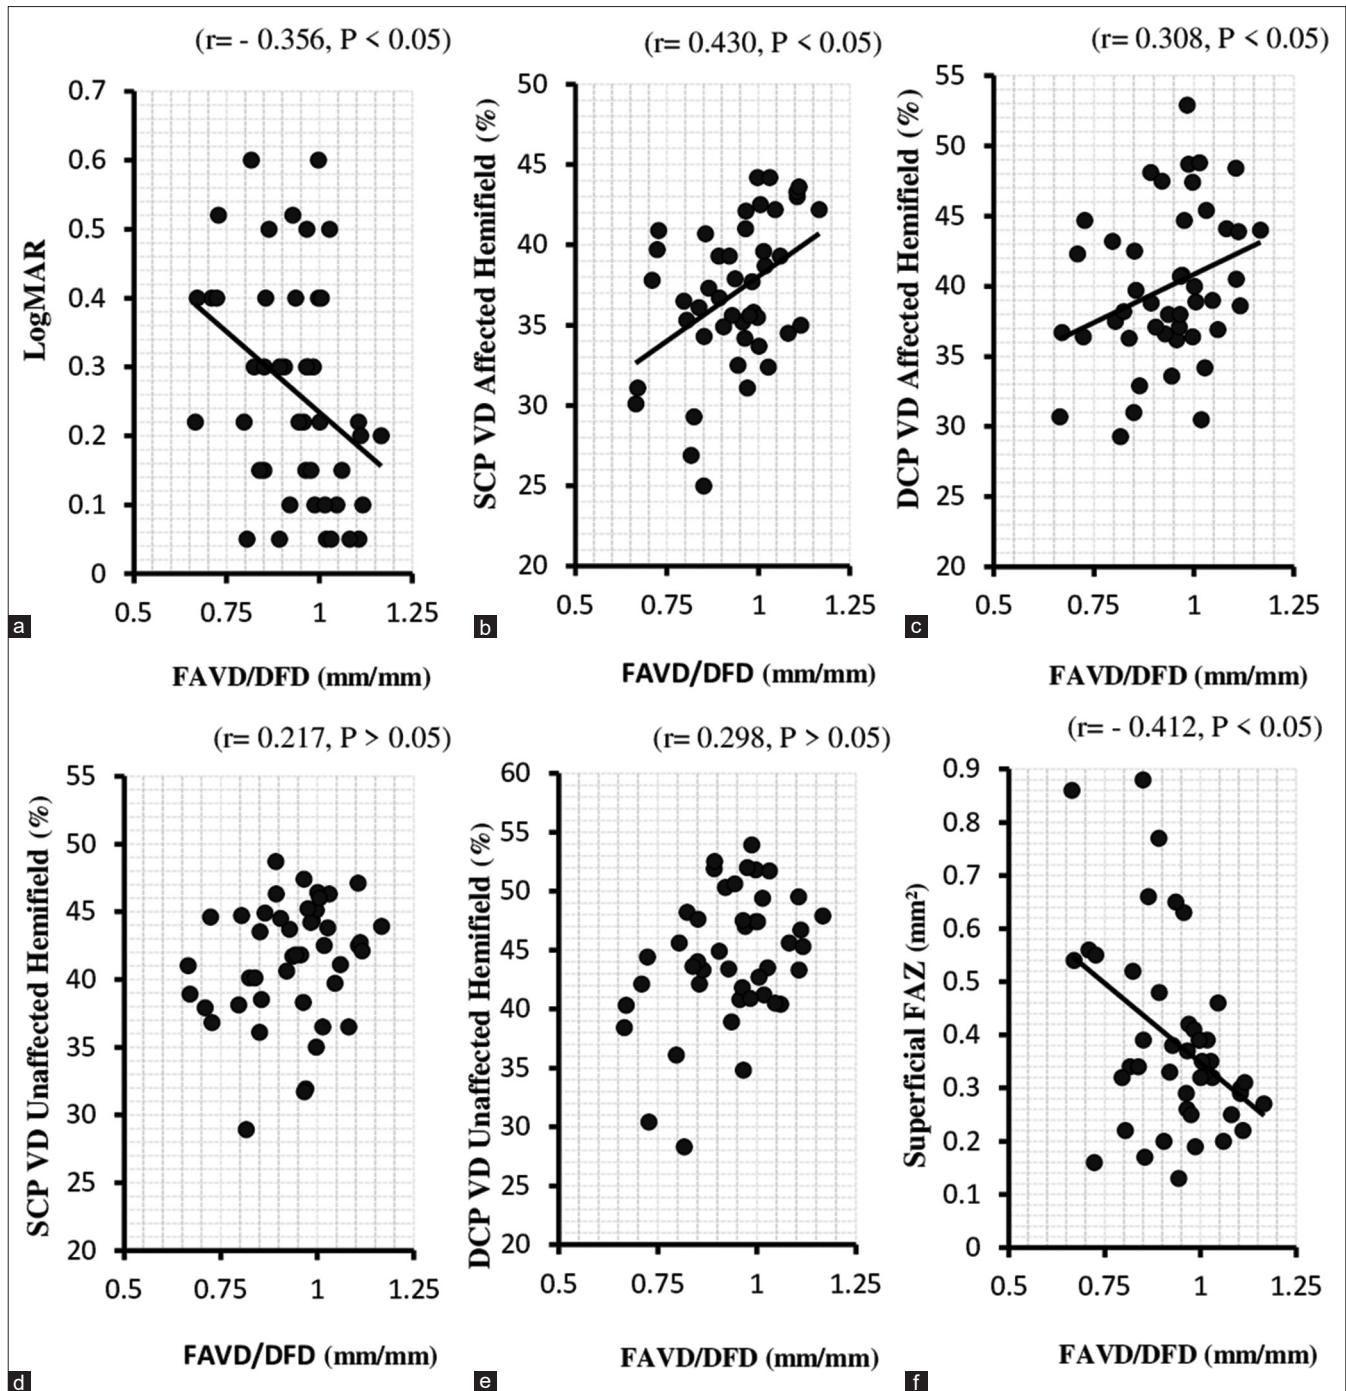 (r= - 0.356, P < 0.05)
0.7
0.6
0.5
0.4
0.3
0.2
0.1
0
LogMAR
0.5 0.75 1 1.25
FAVD/DFD (mm/mm)
a
(r= 0.430, P < 0.05)
50
45
40
35
30
25
20
SCP VD Affected Hemifield (%)
0.5 0.75 1 1.25
FAVD/DFD (mm/mm)
b
(r= 0.308, P < 0.05)
55
50
45
40
35
30
25
20
DCP VD Affected Hemifield (%)
0.5 0.75 1 1.25
FAVD/DFD (mm/mm)
c
(r= 0.217, P > 0.05)
55
50
45
40
35
30
25
20
SCP VD Unaffected Hemifield (%)
0.5 0.75 1 1.25
FAVD/DFD (mm/mm)
d
(r= 0.298, P > 0.05)
60
55
50
45
40
35
30
25
20
DCP VD Unaffected Hemifield (%)
0.5 0.75 1 1.25
FAVD/DFD (mm/mm)
e
(r= - 0.412, P < 0.05)
0.9
0.8
0.7
0.6
0.5
0.4
0.3
0.2
0.1
0
Superficial FAZ (mm²)
0.5 0.75 1 1.25
FAVD/DFD (mm/mm)
f